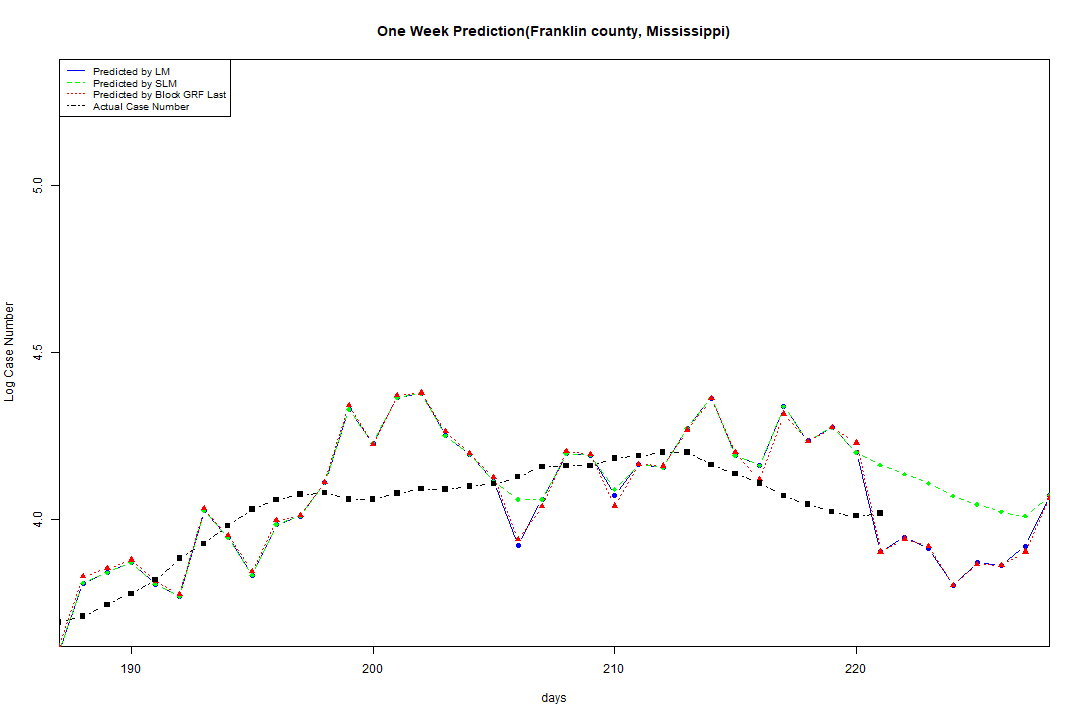 One Week Prediction(Franklin county, Mississippi)
Predicted by LM
Predicted by SLM
Predicted by Block GRF Last
Actual Case Number
5.0
4.5
4.0
Log Case Number
190 200 210 220
days